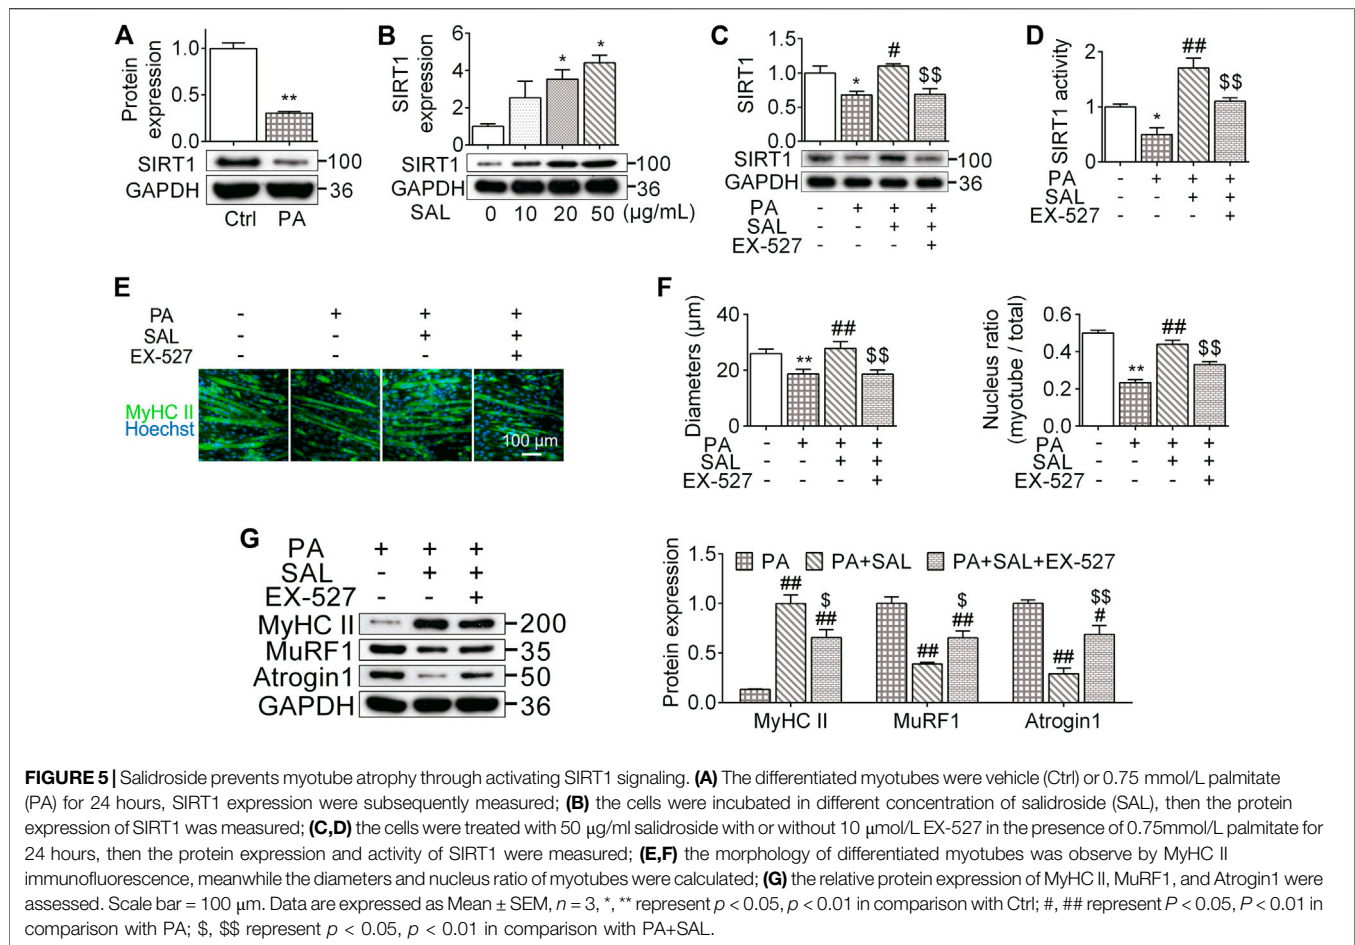 A
Protein expression
1.0
0.5
0.0
**
SIRT1
100
GAPDH
36
Ctrl PA
B
SIRT1 expression
6
4
2
0
*
*
SIRT1
100
GAPDH
36
SAL 0 10 20 50 (μg/mL)
C
SIRT1
1.5
1.0
0.5
0.0
* # $$
SIRT1
100
GAPDH
36
PA - + + +
SAL - - + +
EX-527 - - - +
D
SIRT1 activity
2
1
0
* ## $$
PA - + + +
SAL - - + +
EX-527 - - - +
E
PA - + + +
SAL - - + +
EX-527 - - - +
MyHC II
Hoechst
100 μm
F
Diameters (μm)
40
20
0
** ## $$
PA - + + +
SAL - - + +
EX-527 - - - +
Nucleus ratio
(myotube / total)
0.6
0.4
0.2
0.0
** ## $$
PA - + + +
SAL - - + +
EX-527 - - - +
G
PA + + +
SAL - + +
EX-527 - - +
MyHC II
200
MuRF1
35
Atrogin1
50
GAPDH
36
Protein expression
1.5
1.0
0.5
0.0
PA PA+SAL PA+SAL+EX-527
## $ ##
## $ ##
## $$ #
MyHC II MuRF1 Atrogin1
FIGURE 5 | Salidroside prevents myotube atrophy through activating SIRT1 signaling. (A) The differentiated myotubes were vehicle (Ctrl) or 0.75 mmol/L palmitate
(PA) for 24 hours, SIRT1 expression were subsequently measured; (B) the cells were incubated in different concentration of salidroside (SAL), then the protein
expression of SIRT1 was measured; (C,D) the cells were treated with 50 μg/ml salidroside with or without 10 μmol/L EX-527 in the presence of 0.75mmol/L palmitate for
24 hours, then the protein expression and activity of SIRT1 were measured; (E,F) the morphology of differentiated myotubes was observe by MyHC II
immunofluorescence, meanwhile the diameters and nucleus ratio of myotubes were calculated; (G) the relative protein expression of MyHC II, MuRF1, and Atrogin1 were
assessed. Scale bar = 100 μm. Data are expressed as Mean ± SEM, n = 3, *, ** represent p < 0.05, p < 0.01 in comparison with Ctrl; #, ## represent P < 0.05, P < 0.01 in
comparison with PA; $, $$ represent p < 0.05, p < 0.01 in comparison with PA+SAL.